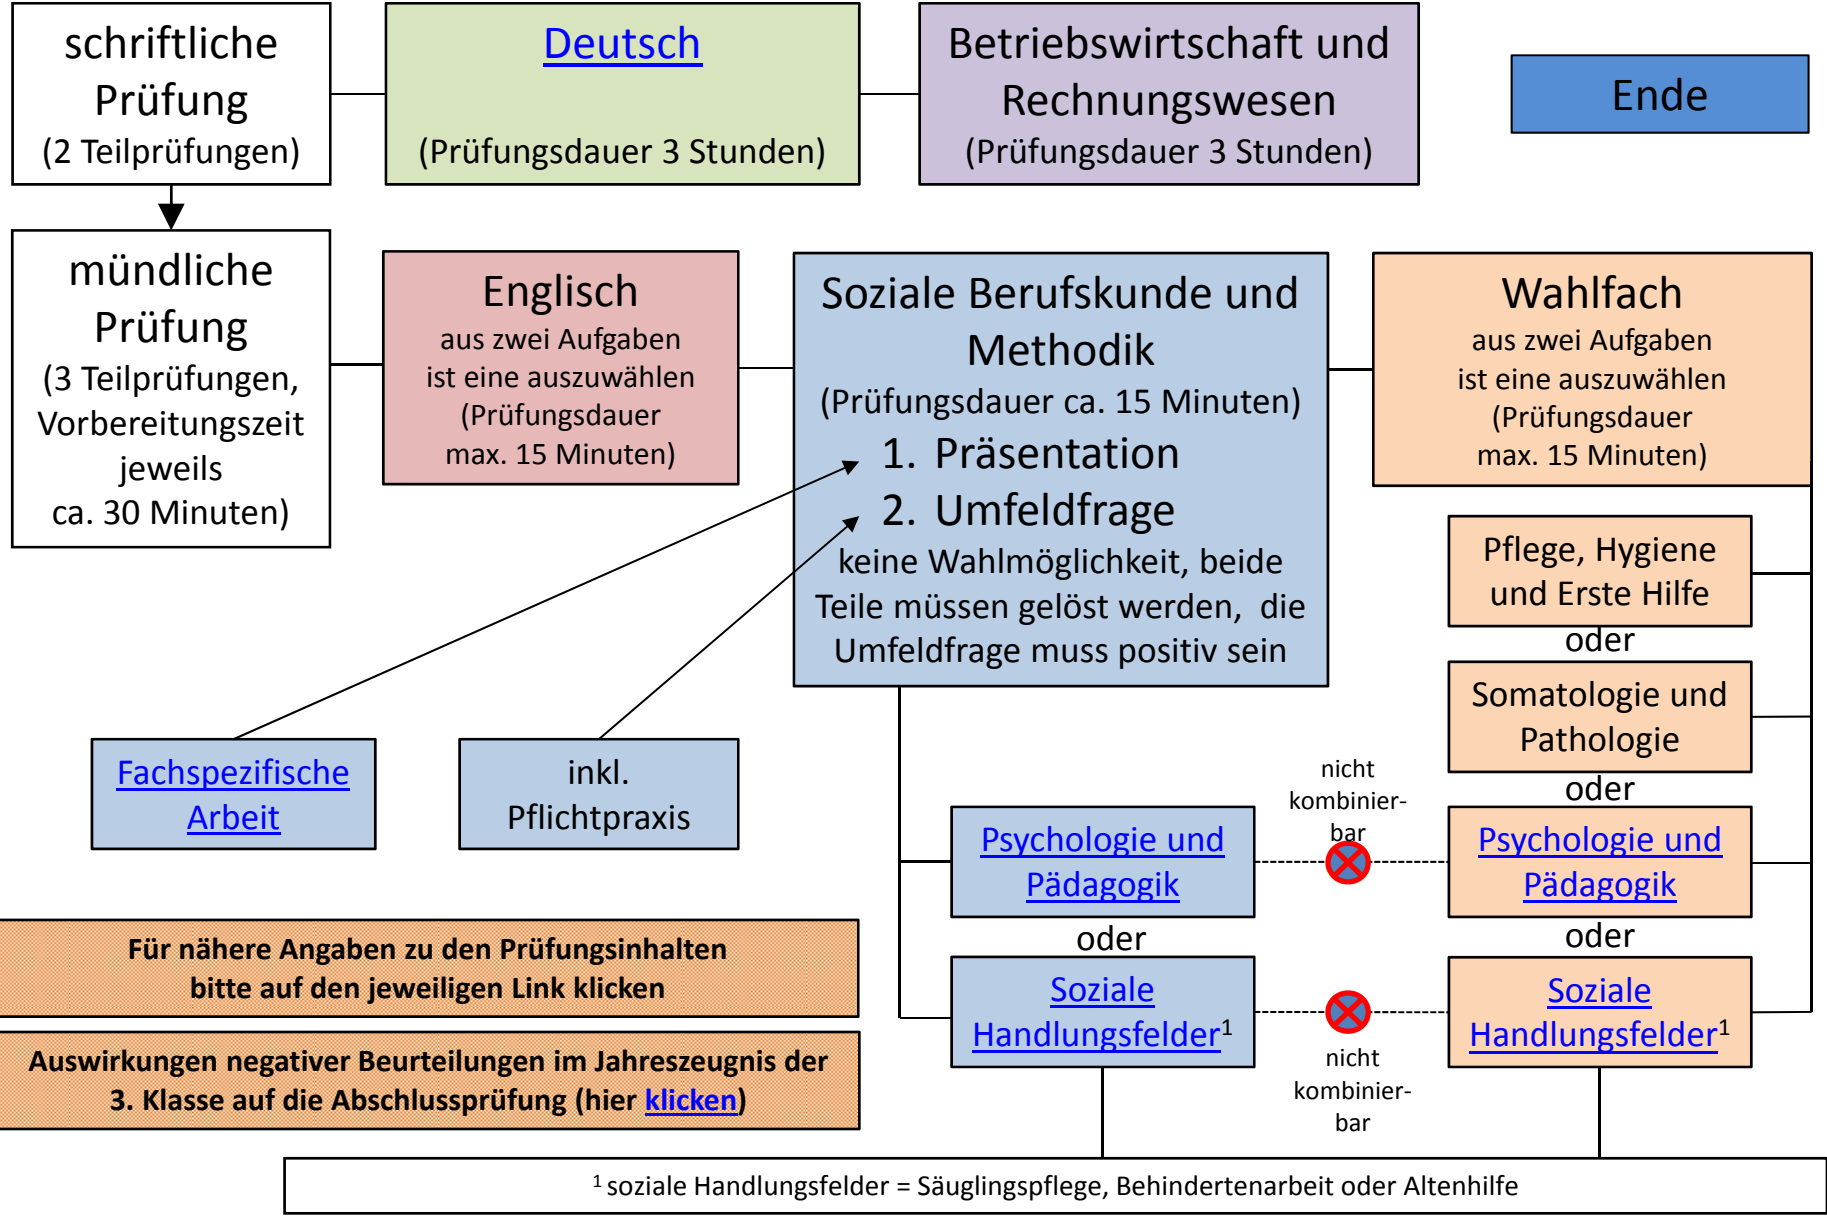 schriftliche
Prüfung
(2 Teilprüfungen)
Deutsch
(Prüfungsdauer 3 Stunden)
Betriebswirtschaft und
Rechnungswesen
(Prüfungsdauer 3 Stunden)
Ende
mündliche
Prüfung
(3 Teilprüfungen,
Vorbereitungszeit
jeweils
ca. 30 Minuten)
Englisch
aus zwei Aufgaben
ist eine auszuwählen
(Prüfungsdauer
max. 15 Minuten)
Soziale Berufskunde und
Methodik
(Prüfungsdauer ca. 15 Minuten)
1. Präsentation
2. Umfeldfrage
keine Wahlmöglichkeit, beide
Teile müssen gelöst werden, die
Umfeldfrage muss positiv sein
Wahlfach
aus zwei Aufgaben
ist eine auszuwählen
(Prüfungsdauer
max. 15 Minuten)
Pflege, Hygiene
und Erste Hilfe
oder
Somatologie und
Pathologie
oder
Fachspezifische
Arbeit
inkl.
Pflichtpraxis
Psychologie und
Pädagogik
nicht
kombinier-
bar
Psychologie und
Pädagogik
oder
oder
Soziale
Handlungsfelder¹
nicht
kombinier-
bar
Soziale
Handlungsfelder¹
Für nähere Angaben zu den Prüfungsinhalten
bitte auf den jeweiligen Link klicken
Auswirkungen negativer Beurteilungen im Jahreszeugnis der
3. Klasse auf die Abschlussprüfung (hier klicken)
¹ soziale Handlungsfelder = Säuglingspflege, Behindertenarbeit oder Altenhilfe